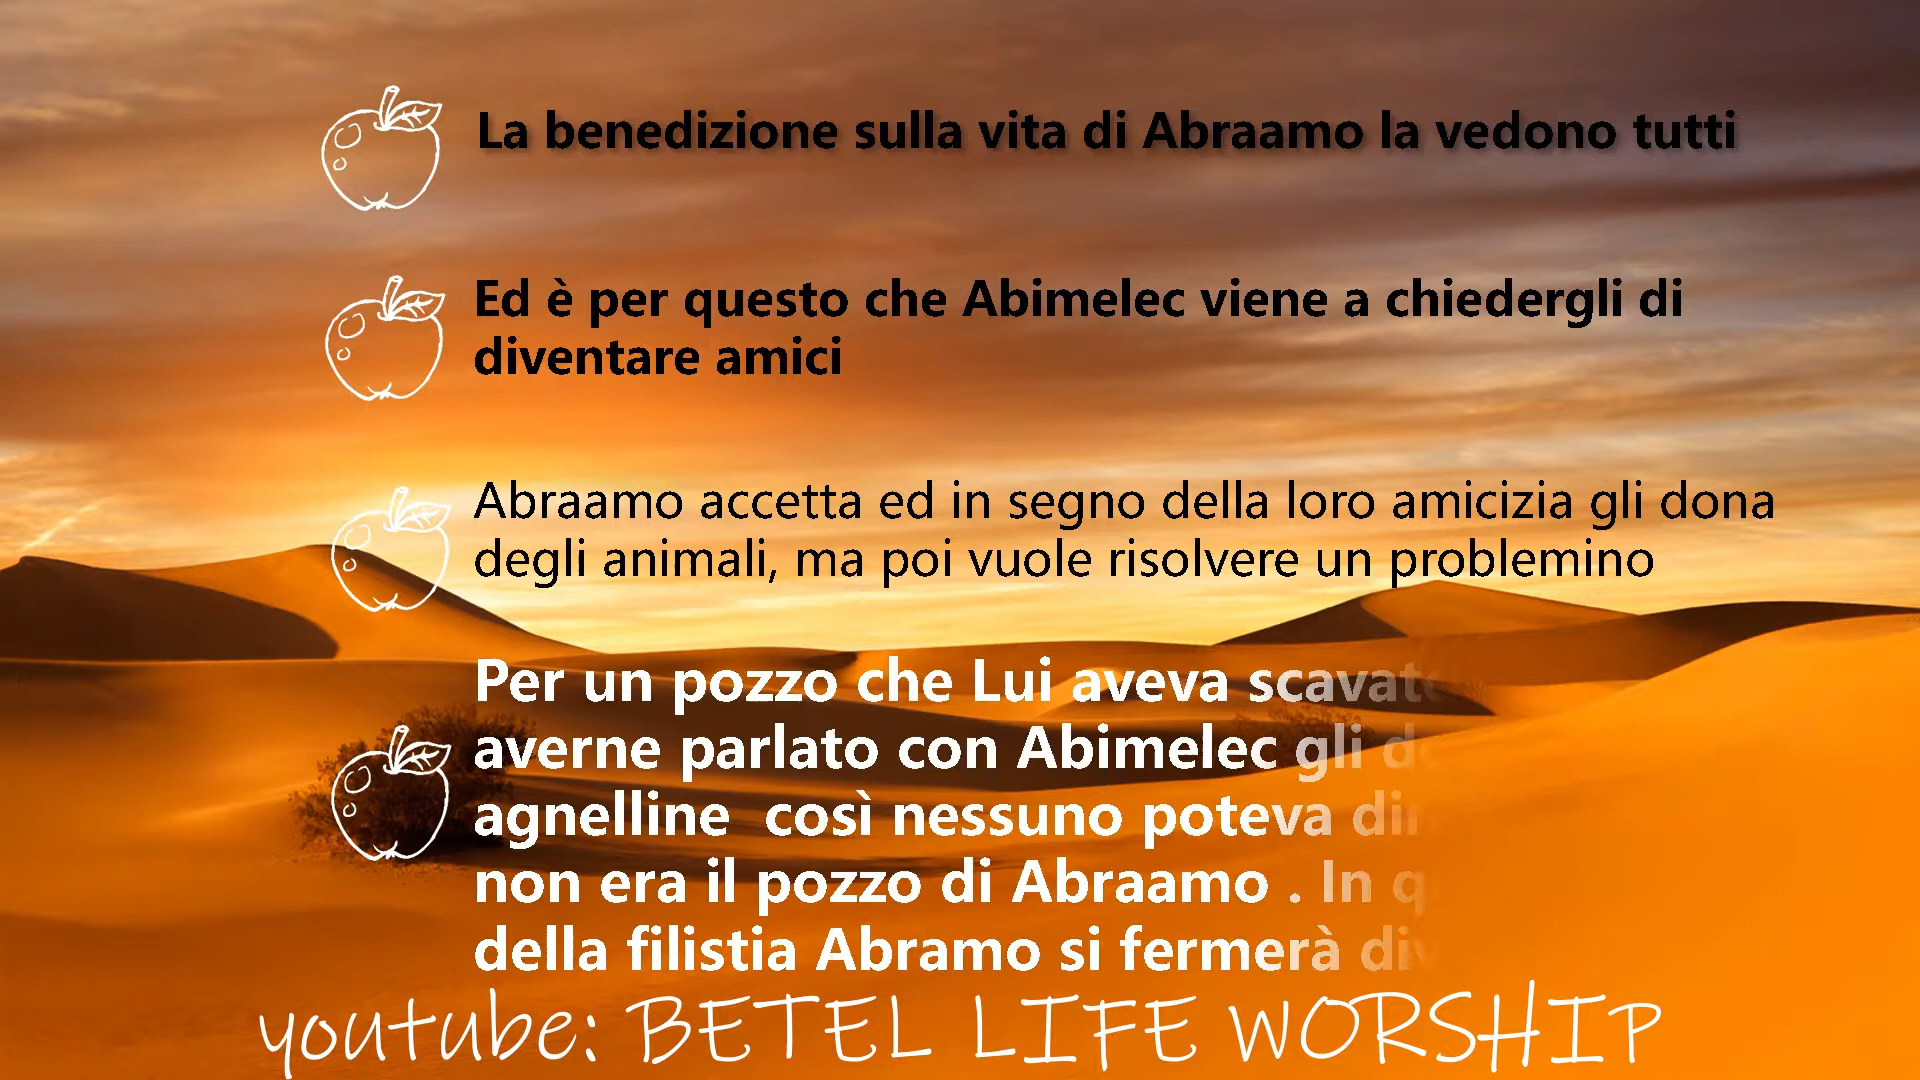 La benedizione sulla vita di Abraamo la vedono tutti
Ed è per questo che Abimelec viene a chiedergli di
diventare amici
Abraamo accetta ed in segno della loro amicizia gli dona
degli animali, ma poi vuole risolvere un problemino
Per un pozzo che Lui aveva
averne parlato con Abimelec gli
agnelline così nessuno poteva
non era il pozzo di Abraamo . In
della filistia Abramo si fermerà
youtube: BETEL LIFE WORSHIP